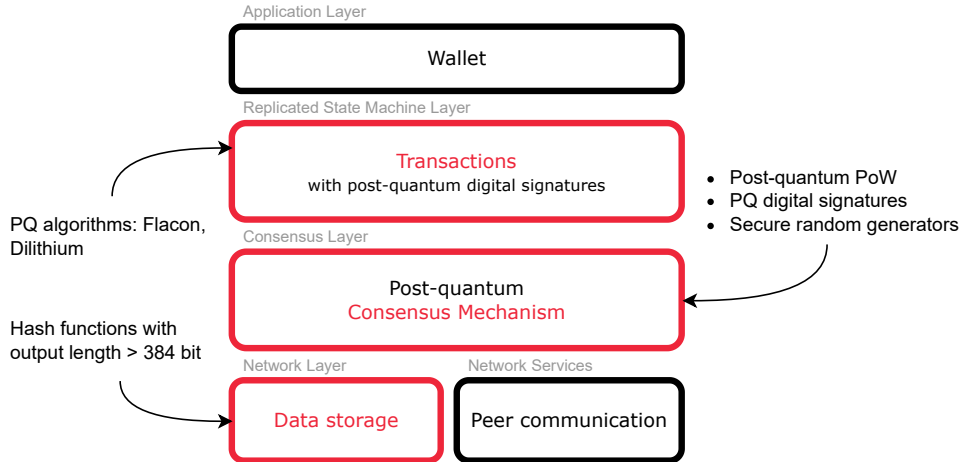 Application Layer
Wallet
Replicated State Machine Layer
Transactions
with post-quantum digital signatures
PQ algorithms: Flacon,
Dilithium
• Post-quantum PoW
• PQ digital signatures
• Secure random generators
Consensus Layer
Post-quantum
Consensus Mechanism
Hash functions with
output length > 384 bit
Network Layer
Data storage
Network Services
Peer communication